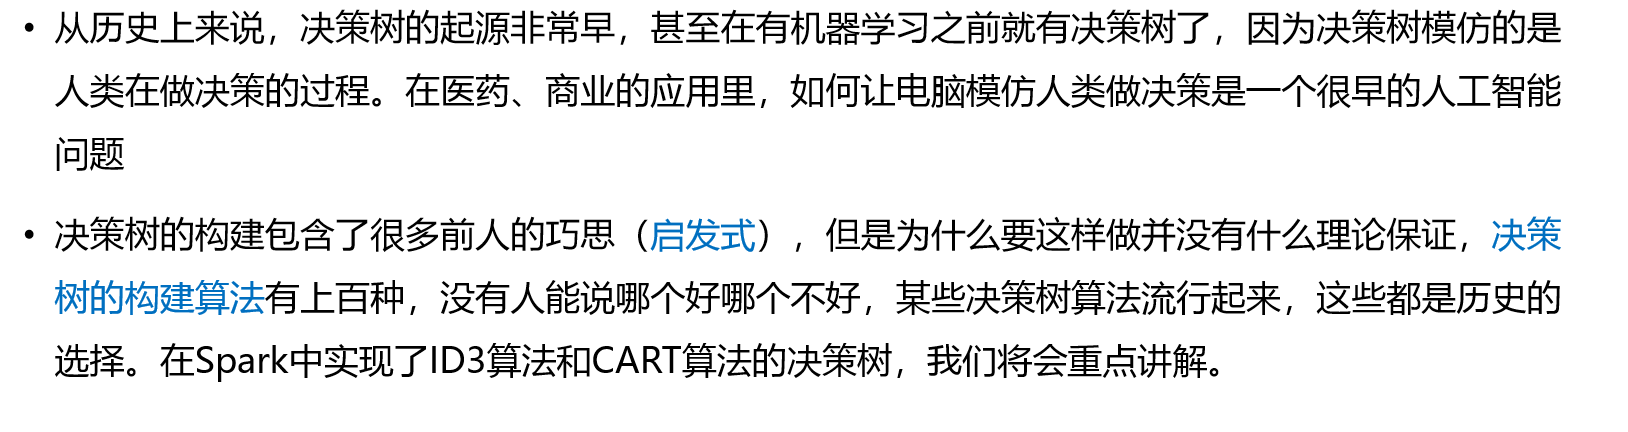 • 从历史上来说，决策树的起源非常早，甚至在有机器学习之前就有决策树了，因为决策树模仿的是
人类在做决策的过程。在医药、商业的应用里，如何让电脑模仿人类做决策是一个很早的人工智能
问题
• 决策树的构建包含了很多前人的巧思（启发式），但是为什么要这样做并没有什么理论保证，决策
树的构建算法有上百种，没有人能说哪个好哪个不好，某些决策树算法流行起来，这些都是历史的
选择。在Spark中实现了ID3算法和CART算法的决策树，我们将会重点讲解。